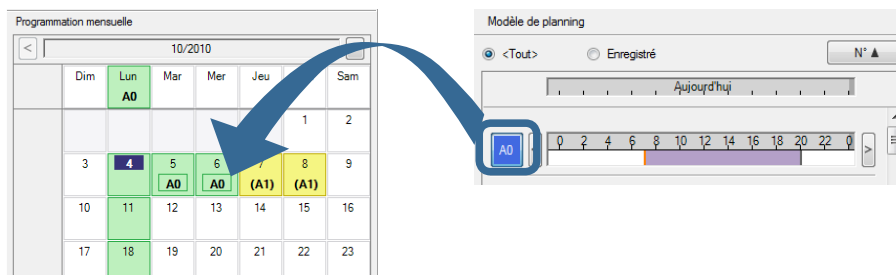 Programmation mensuelle
< 10/2010
Dim Lun Mar Mer Jeu Sam
A0
1 2
3 4 5 6 7 8 9
A0 A0 (A1) (A1)
10 11 12 13 14 15 16
17 18 19 20 21 22 23
Modèle de planning
<Tout> Enregistré N° ▲
Aujourd'hui
A0 0 2 4 6 8 10 12 14 16 18 20 22 0 >